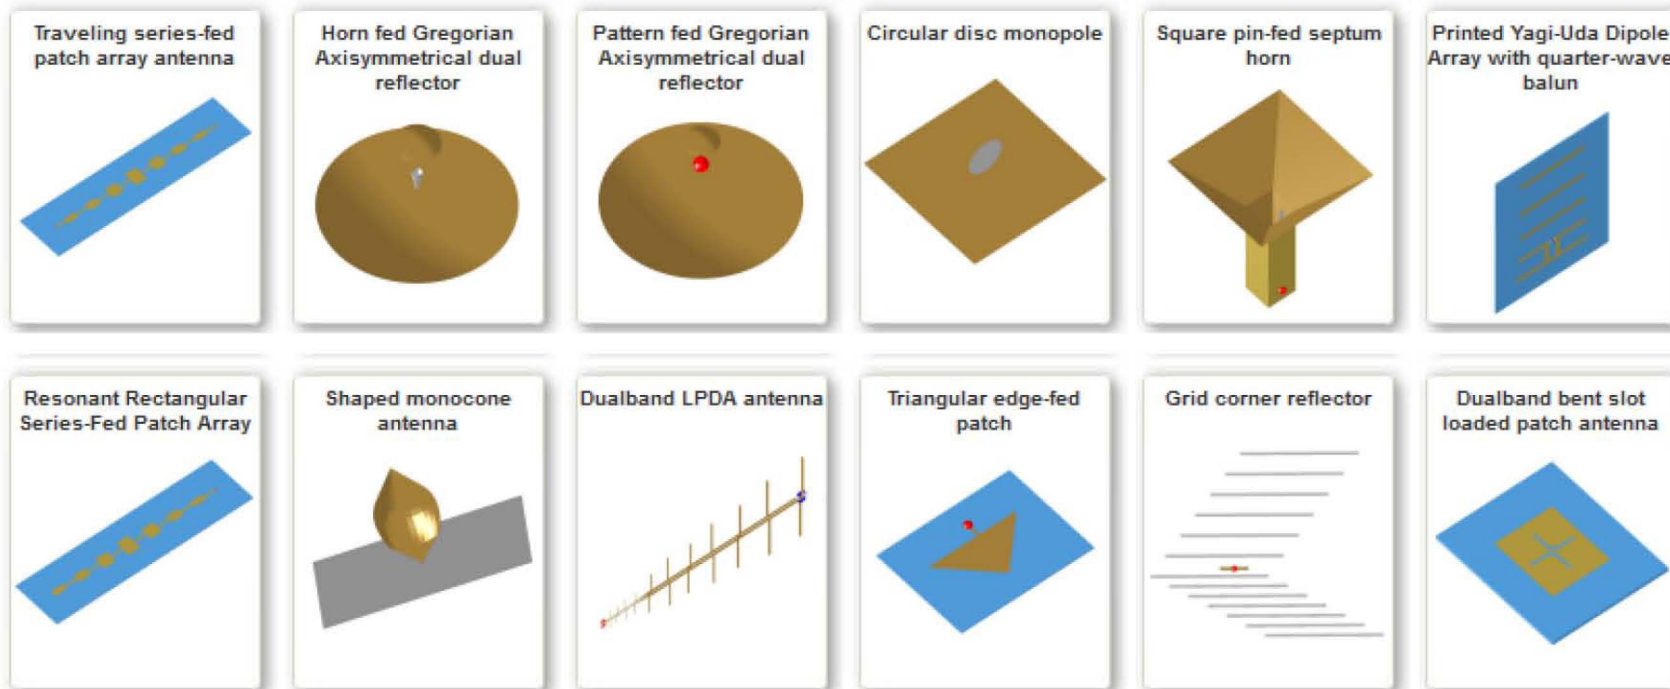 Traveling series-fed
patch array antenna
Horn fed Gregorian
Axisymmetrical dual
reflector
Pattern fed Gregorian
Axisymmetrical dual
reflector
Circular disc monopole
Square pin-fed septum
horn
Printed Yagi-Uda Dipole
Array with quarter-wave
balun
Resonant Rectangular
Series-Fed Patch Array
Shaped monocone
antenna
Dualband LPDA antenna
Triangular edge-fed
patch
Grid corner reflector
Dualband bent slot
loaded patch antenna